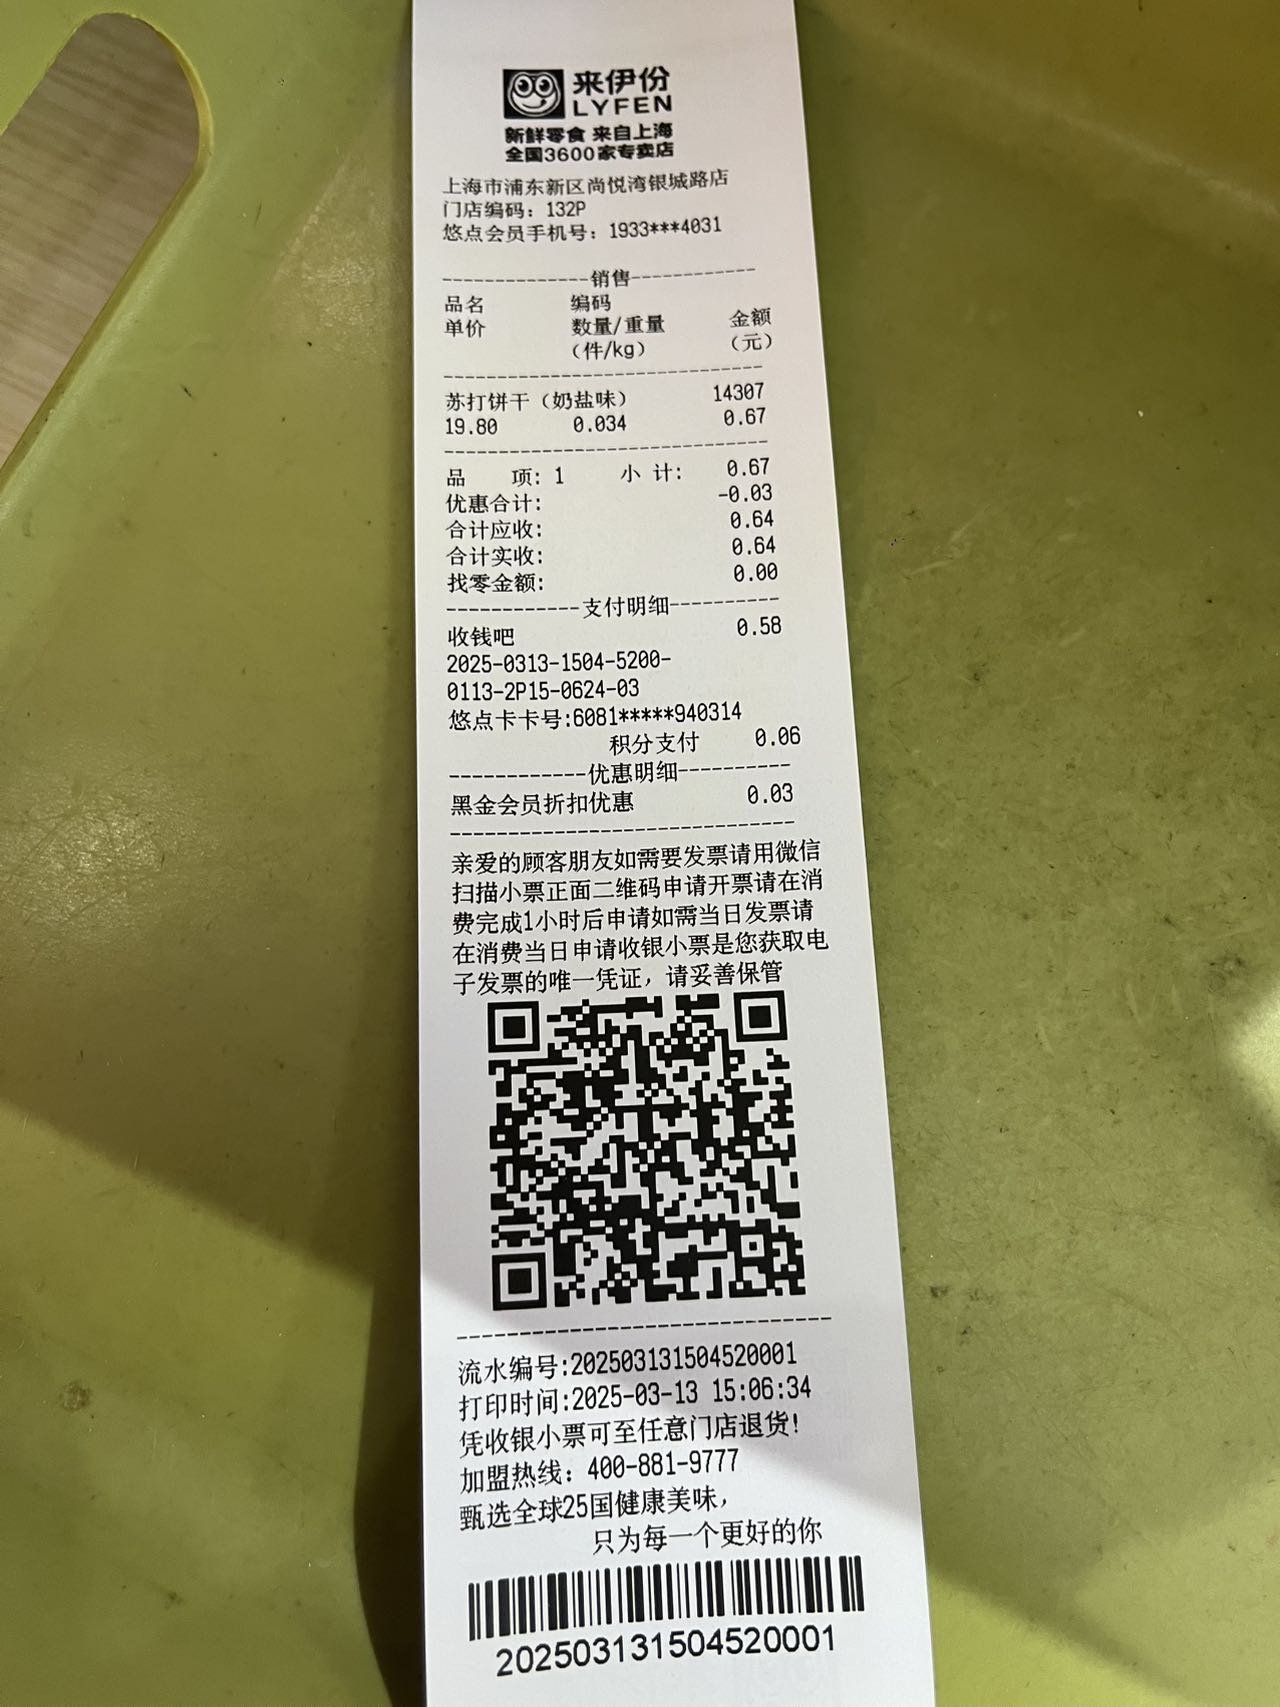 来伊份
LYFEN
新鲜零食 来自上海
全国3600家专卖店
上海市浦东新区尚悦湾银城路店
门店编码：132P
悠点会员手机号：1933***4031
--------------销售------------
品名 编码
单价 数量/重量 金额
（件/kg） （元）
------------------------------
苏打饼干（奶盐味） 14307
19.80 0.034 0.67
------------------------------
品 项: 1 小 计: 0.67
优惠合计: -0.03
合计应收: 0.64
合计实收: 0.64
找零金额: 0.00
------------支付明细----------
收钱吧 0.58
2025-0313-1504-5200-
0113-2P15-0624-03
悠点卡卡号:6081*****940314
积分支付 0.06
------------优惠明细----------
黑金会员折扣优惠 0.03
------------------------------
亲爱的顾客朋友如需要发票请用微信
扫描小票正面二维码申请开票请在消
费完成1小时后申请如需当日发票请
在消费当日申请收银小票是您获取电
子发票的唯一凭证，请妥善保管
------------------------------
流水编号:202503131504520001
打印时间:2025-03-13 15:06:34
凭收银小票可至任意门店退货!
加盟热线：400-881-9777
甄选全球25国健康美味，
只为每一个更好的你
202503131504520001